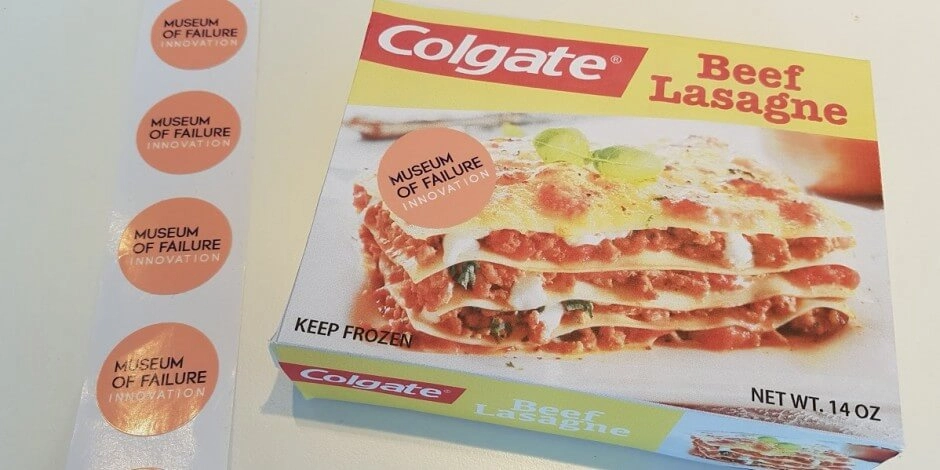 MUSEUM
OF FAILURE
INNOVATION
MUSEUM
OF FAILURE
INNOVATION
MUSEUM
OF FAILURE
INNOVATION
MUSEUM
OF FAILURE
INNOVATION
Colgate®
Beef
Lasagne
MUSEUM
OF FAILURE
INNOVATION
KEEP FROZEN
NET WT. 14 OZ
Colgate®
Beef
Lasagne